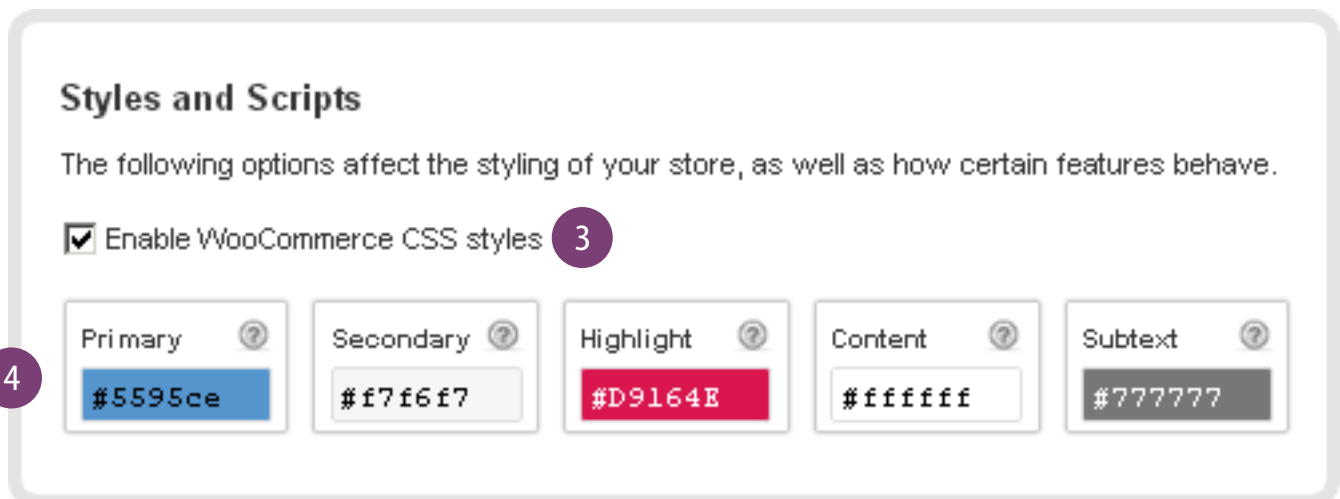 Styles and Scripts
The following options affect the styling of your store, as well as how certain features behave.
Enable WooCommerce CSS styles 3
Primary ? Secondary ? Highlight ? Content ? Subtext ?
4 #5595ce #f7f6f7 #D9164E #ffffff #777777